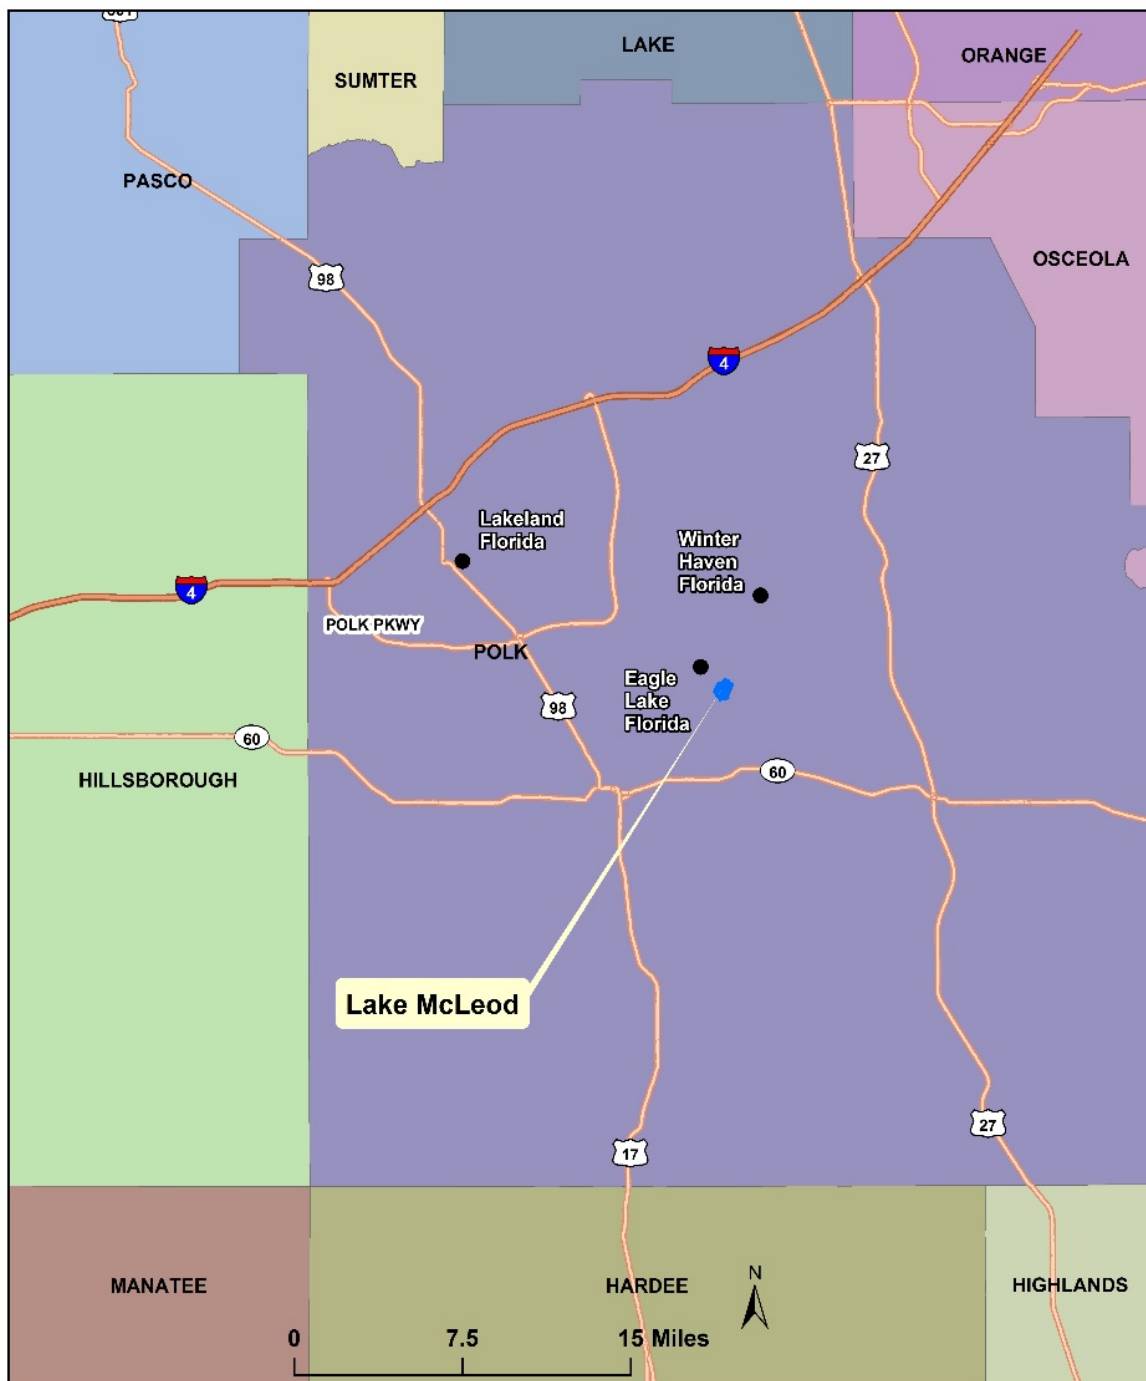 301
LAKE
ORANGE
SUMTER
PASCO
OSCEOLA
98
4
27
Lakeland
Florida
Winter
Haven
Florida
4
POLK PKWY
POLK
Eagle
Lake
Florida
98
60
60
HILLSBOROUGH
Lake McLeod
27
17
MANATEE
HARDEE
N
HIGHLANDS
0 7.5 15 Miles